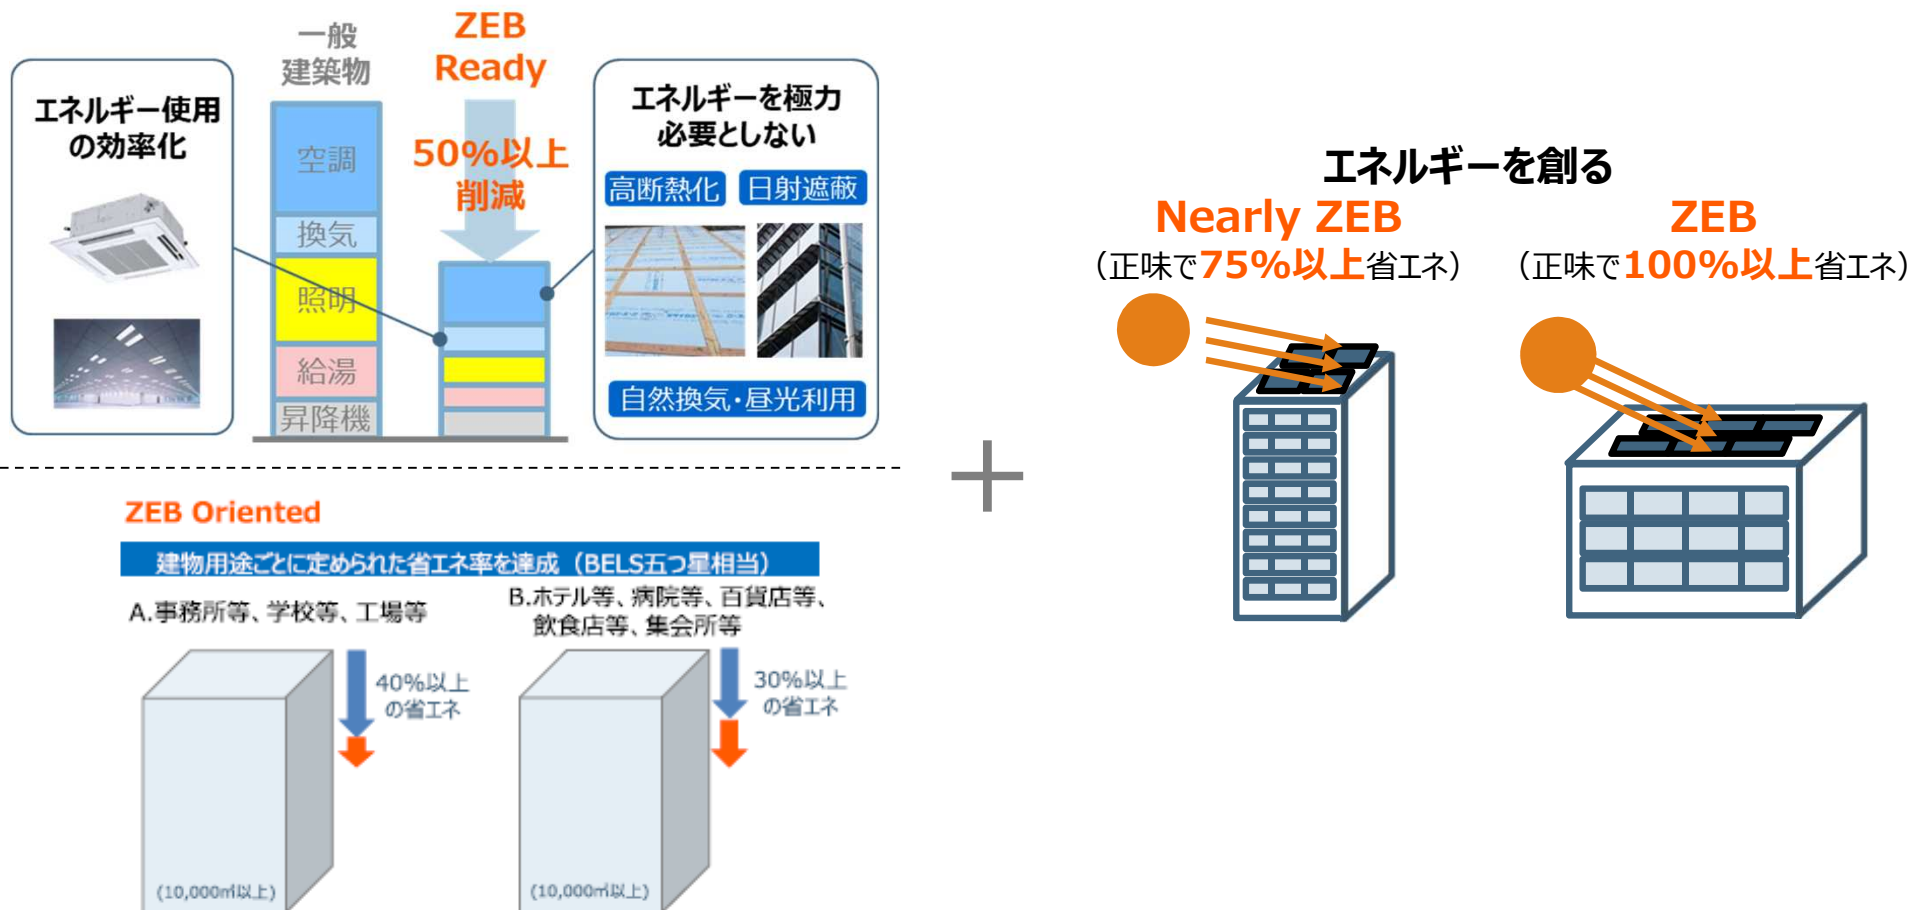 一般
建築物
ZEB
Ready
エネルギー使用
の効率化
空調
換気
照明
給湯
昇降機
50%以上
削減
エネルギーを極力
必要としない
高断熱化
日射遮蔽
自然換気・昼光利用
ZEB Oriented
建物用途ごとに定められた省エネ率を達成（BELS五つ星相当）
A.事務所等、学校等、工場等
40%以上
の省エネ
(10,000㎡以上)
B.ホテル等、病院等、百貨店等、
飲食店等、集会所等
30%以上
の省エネ
(10,000㎡以上)
＋
エネルギーを創る
Nearly ZEB
（正味で75%以上省エネ）
ZEB
（正味で100%以上省エネ）